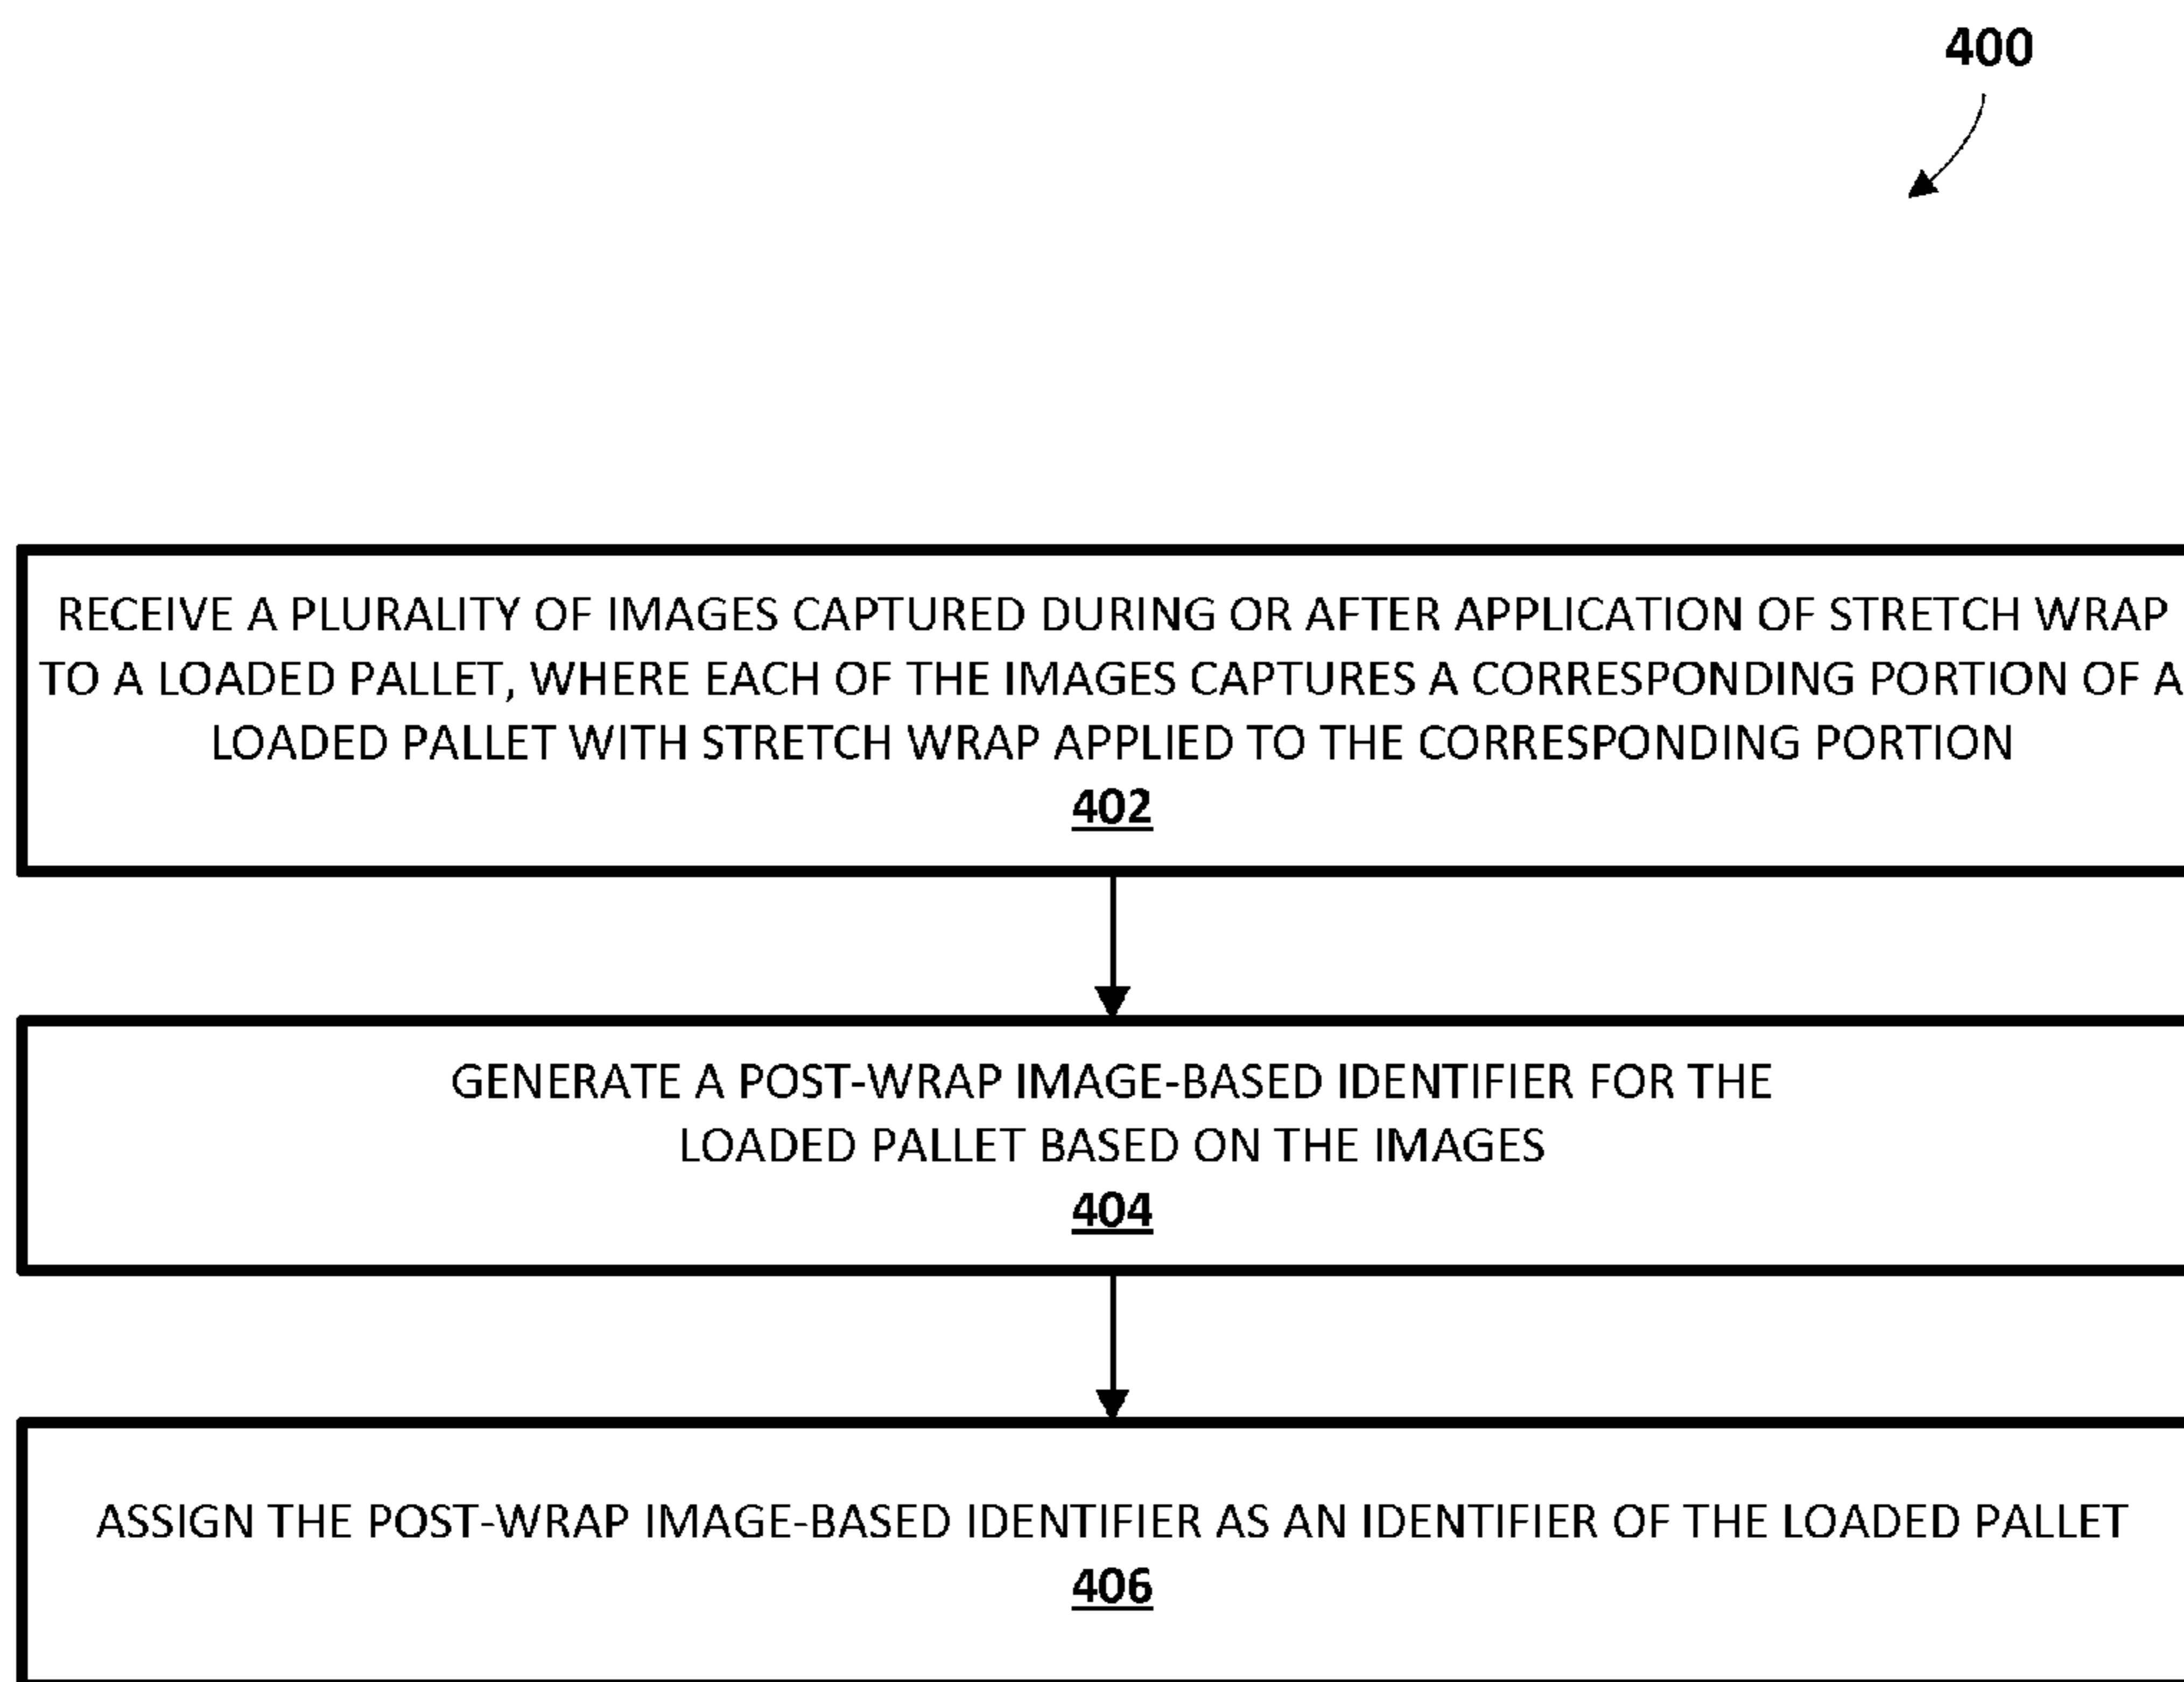 400
RECEIVE A PLURALITY OF IMAGES CAPTURED DURING OR AFTER APPLICATION OF STRETCH WRAP
TO A LOADED PALLET, WHERE EACH OF THE IMAGES CAPTURES A CORRESPONDING PORTION OF A
LOADED PALLET WITH STRETCH WRAP APPLIED TO THE CORRESPONDING PORTION
402
GENERATE A POST-WRAP IMAGE-BASED IDENTIFIER FOR THE
LOADED PALLET BASED ON THE IMAGES
404
ASSIGN THE POST-WRAP IMAGE-BASED IDENTIFIER AS AN IDENTIFIER OF THE LOADED PALLET
406